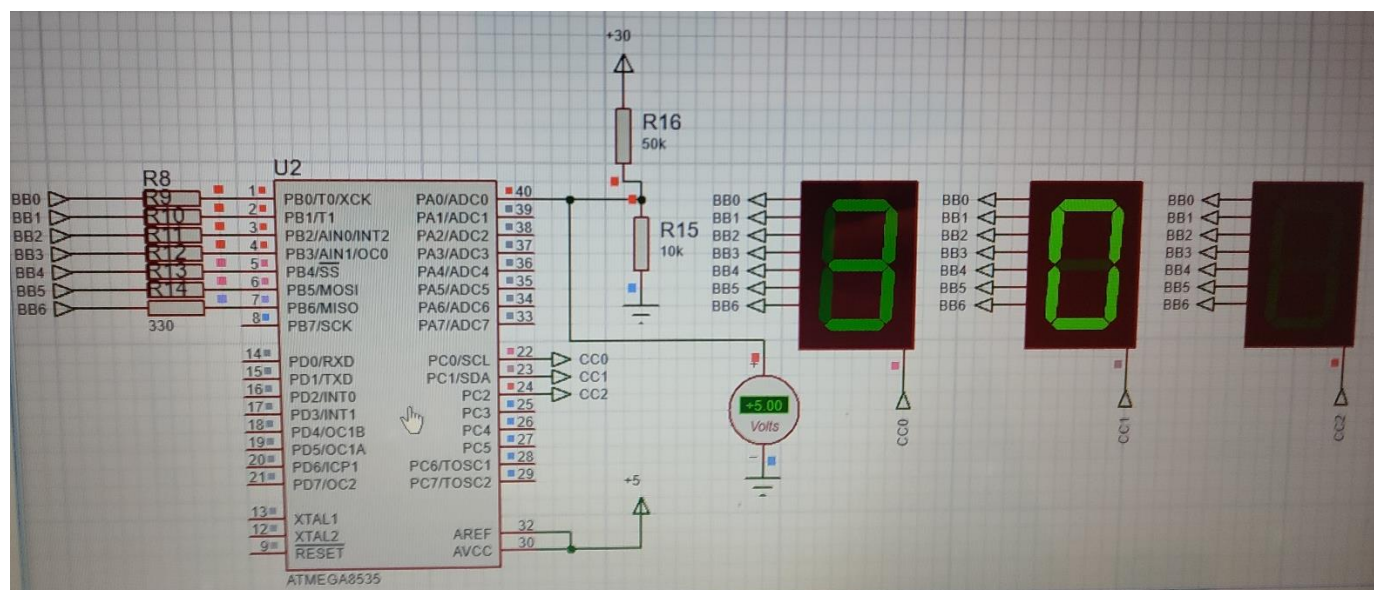 +30
R16
50k
R15
10k
U2
R8
R9
R10
R11
R12
R13
R14
330
BB0
BB1
BB2
BB3
BB4
BB5
BB6
1
2
3
4
5
6
7
8
PB0/T0/XCK
PB1/T1
PB2/AIN0/INT2
PB3/AIN1/OC0
PB4/SS
PB5/MOSI
PB6/MISO
PB7/SCK
14
15
16
17
18
19
20
21
PD0/RXD
PD1/TXD
PD2/INT0
PD3/INT1
PD4/OC1B
PD5/OC1A
PD6/ICP1
PD7/OC2
13
12
9
XTAL1
XTAL2
RESET
PA0/ADC0
PA1/ADC1
PA2/ADC2
PA3/ADC3
PA4/ADC4
PA5/ADC5
PA6/ADC6
PA7/ADC7
40
39
38
37
36
35
34
33
PC0/SCL
PC1/SDA
PC2
PC3
PC4
PC5
PC6/TOSC1
PC7/TOSC2
22
23
24
25
26
27
28
29
CC0
CC1
CC2
AREF
AVCC
32
30
+5
ATMEGA8535
+5.00
Volts
BB0
BB1
BB2
BB3
BB4
BB5
BB6
3
CC0
BB0
BB1
BB2
BB3
BB4
BB5
BB6
0
CC1
BB0
BB1
BB2
BB3
BB4
BB5
BB6
CC2